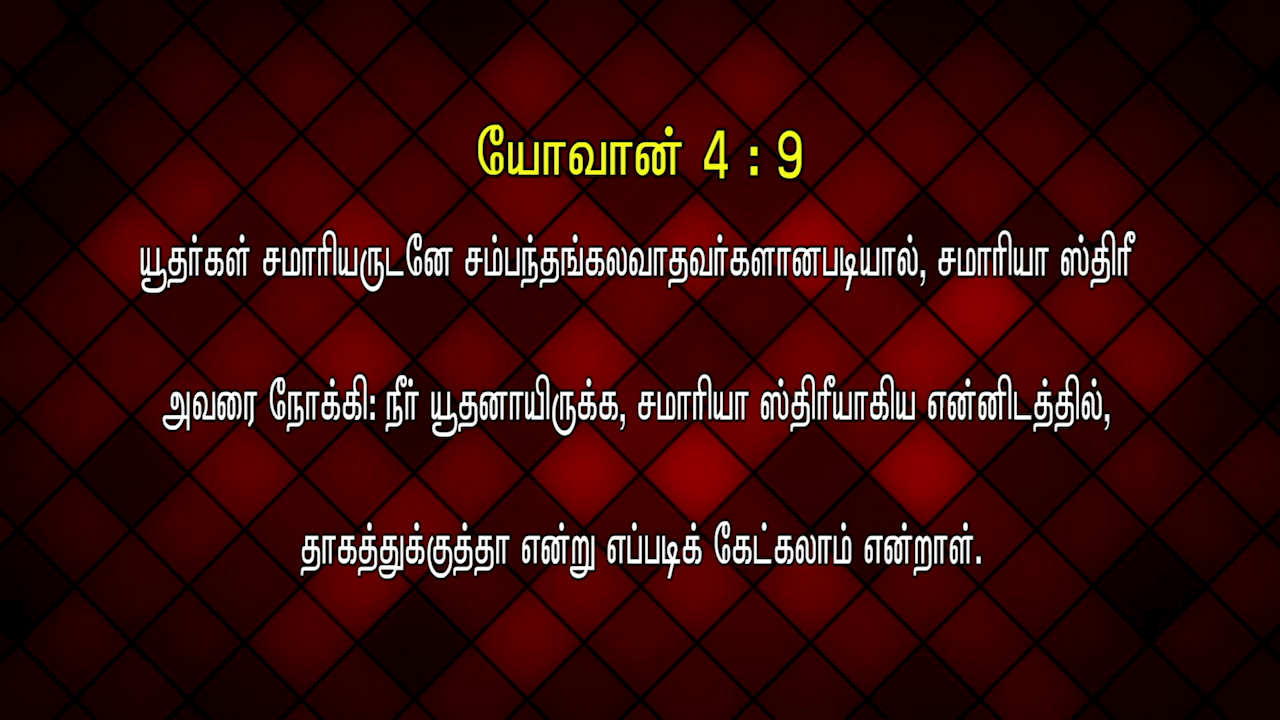 யோவான் 4 : 9
யூதர்கள் சமாரியருடனே சம்பந்தங்கலவாதவர்களானபடியால், சமாரியா ஸ்திரீ
அவரை நோக்கி: நீர் யூதனாயிருக்க, சமாரியா ஸ்திரீயாகிய என்னிடத்தில்,
தாகத்துக்குத்தா என்று எப்படிக் கேட்கலாம் என்றாள்.